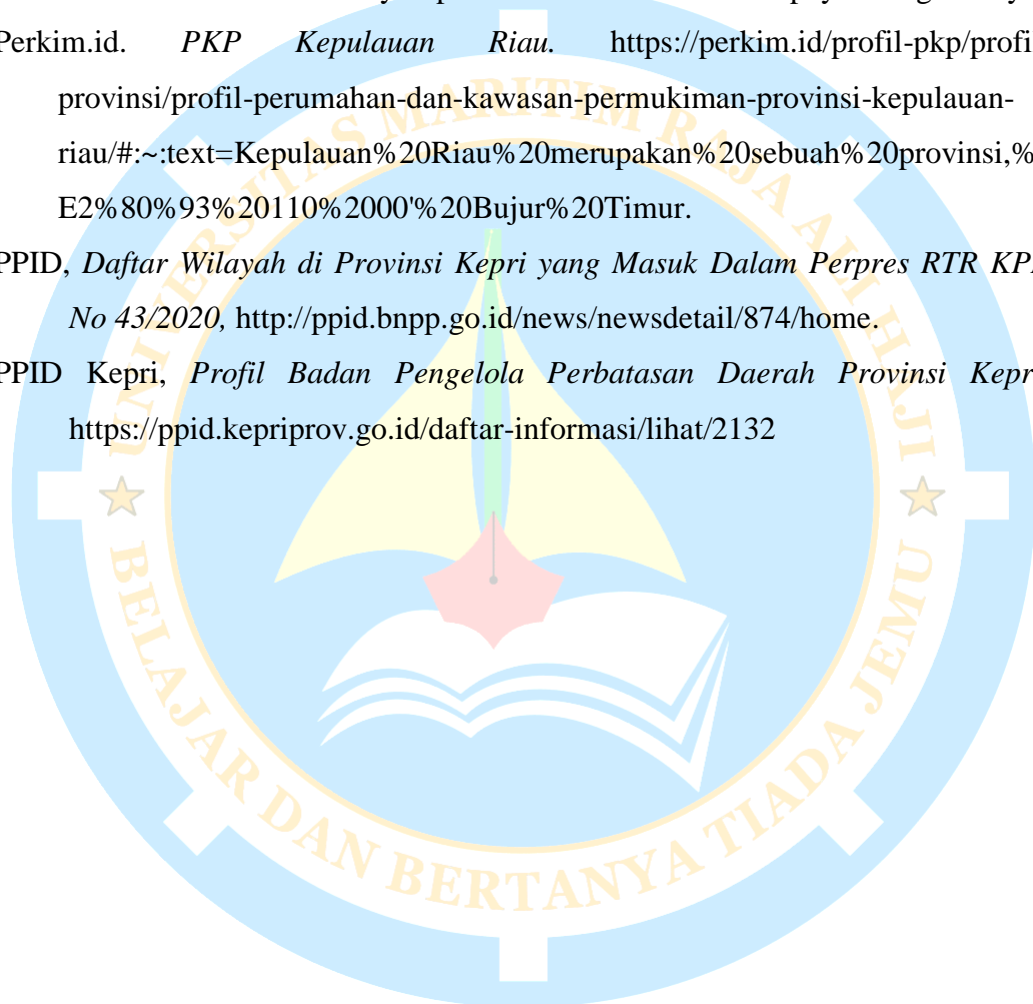 Perkim.id. PKP Kepulauan Riau. https://perkim.id/profil-pkp/profi
provinsi/profil-perumahan-dan-kawasan-permukiman-provinsi-kepulauan-
riau/#:~:text=Kepulauan%20Riau%20merupakan%20sebuah%20provinsi,%
E2%80%93%20110%2000'%20Bujur%20Timur.
PPID, Daftar Wilayah di Provinsi Kepri yang Masuk Dalam Perpres RTR KP
No 43/2020, http://ppid.bnpp.go.id/news/newsdetail/874/home.
PPID Kepri, Profil Badan Pengelola Perbatasan Daerah Provinsi Kepr
https://ppid.kepriprov.go.id/daftar-informasi/lihat/2132
UNIVERSITAS MARITIM RAJA ALI HAJI
BELAJAR DAN BERTANYA TIADA JEMU